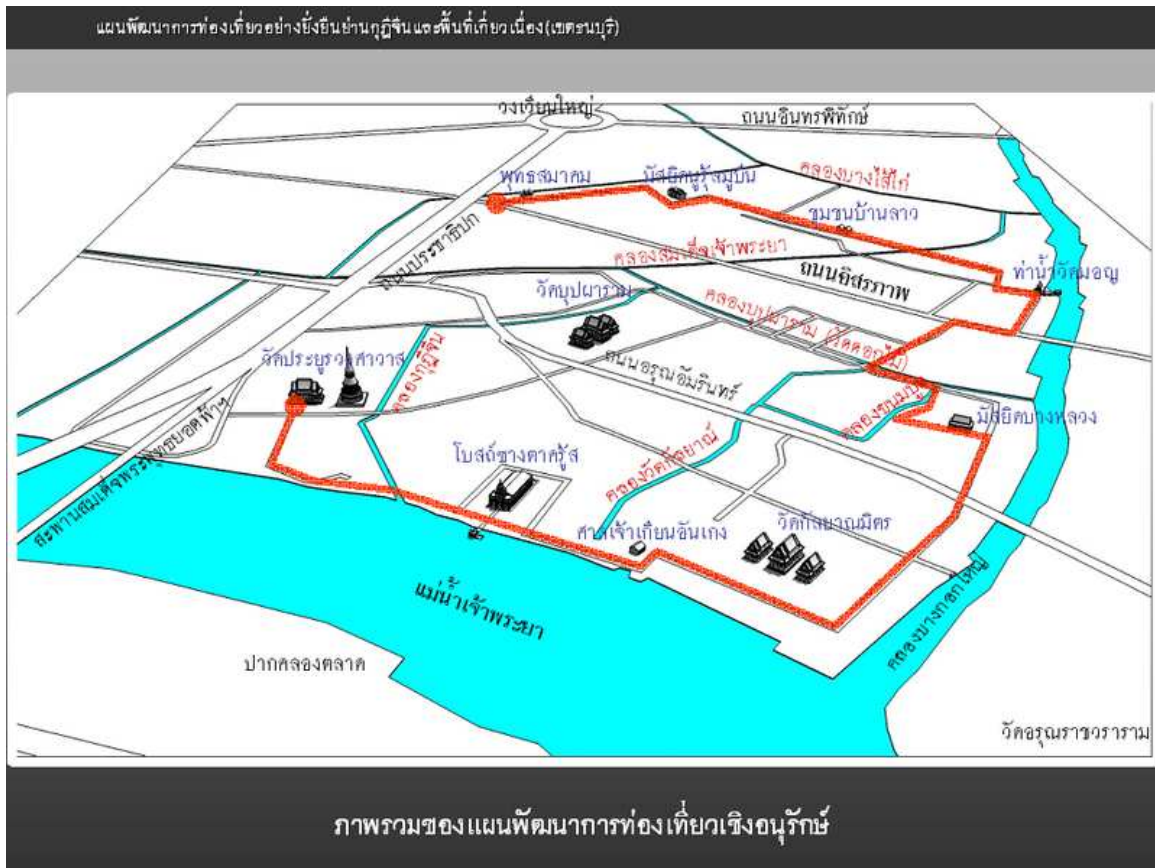 แผนพัฒนาการท่องเที่ยวอย่างยั่งยืนย่านกุฎีจีนและพื้นที่เกี่ยวเนื่อง(เขตธนบุรี)
วงเวียนใหญ่
ถนนอินทรพิทักษ์
พุทธสมาคม
มัสยิดนูรุ้ลมูบีน
คลองบางไส้ไก่
ชุมชนบ้านลาว
ถนนประชาธิปก
คลองสมเด็จเจ้าพระยา
ถนนอิสรภาพ
ท่าน้ำวัดมอญ
วัดบุปผาราม
คลองบุปผาราม (วัดดอกไม้)
วัดประยูรวงศาวาส
คลองกุฎีจีน
ถนนอรุณอัมรินทร์
คลองขนมปัง
มัสยิดบางหลวง
สะพานสมเด็จพระพุทธยอดฟ้าฯ
โบสถ์ซางตาครู้ส
คลองวัดกัลยาณ์
ศาลเจ้าเกียนอันเกง
วัดกัลยาณมิตร
แม่น้ำเจ้าพระยา
คลองบางกอกใหญ่
ปากคลองตลาด
วัดอรุณราชวราราม
ภาพรวมของแผนพัฒนาการท่องเที่ยวเชิงอนุรักษ์